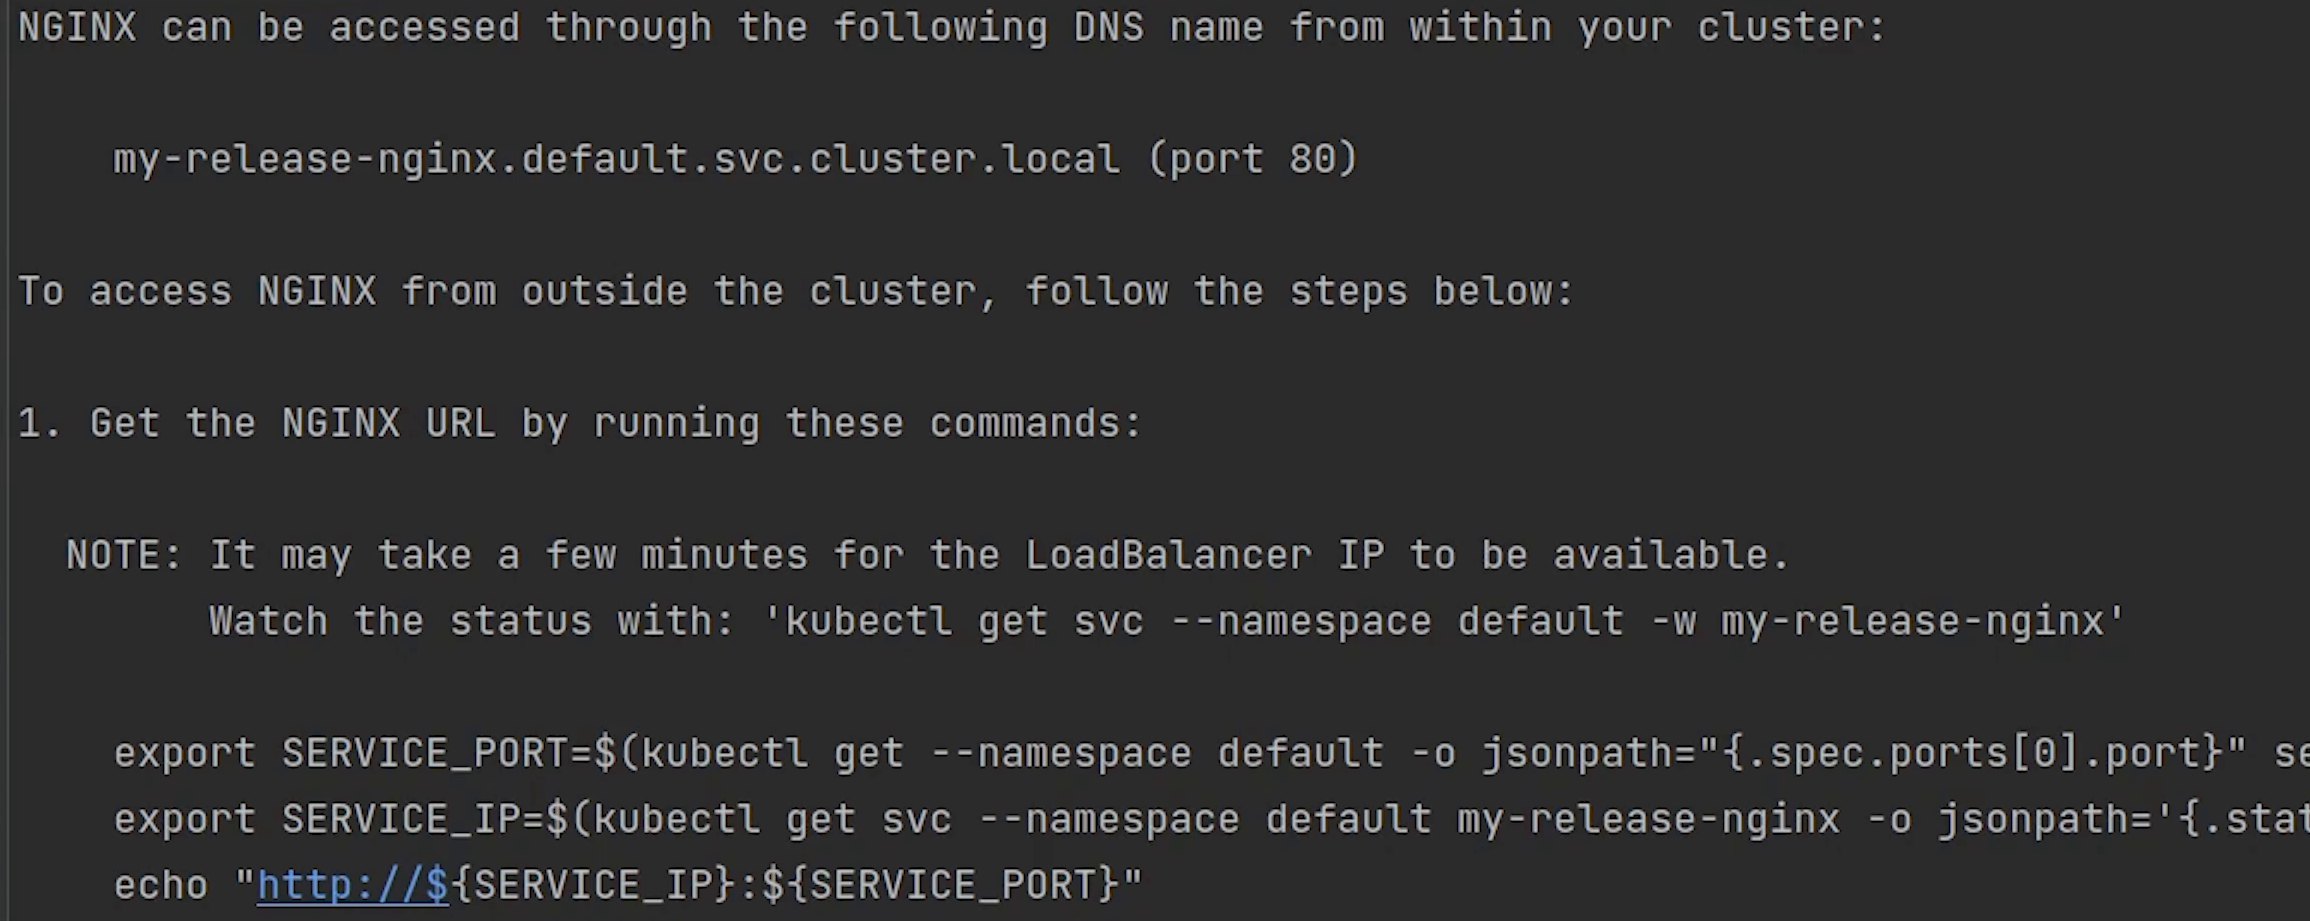 NGINX can be accessed through the following DNS name from within your cluster:
my-release-nginx.default.svc.cluster.local (port 80)
To access NGINX from outside the cluster, follow the steps below:
1. Get the NGINX URL by running these commands:
NOTE: It may take a few minutes for the LoadBalancer IP to be available.
Watch the status with: 'kubectl get svc --namespace default -w my-release-nginx'
export SERVICE_PORT=$(kubectl get --namespace default -o jsonpath="{.spec.ports[0].port}" se
export SERVICE_IP=$(kubectl get svc --namespace default my-release-nginx -o jsonpath='{.stat
echo "http://${SERVICE_IP}:${SERVICE_PORT}"